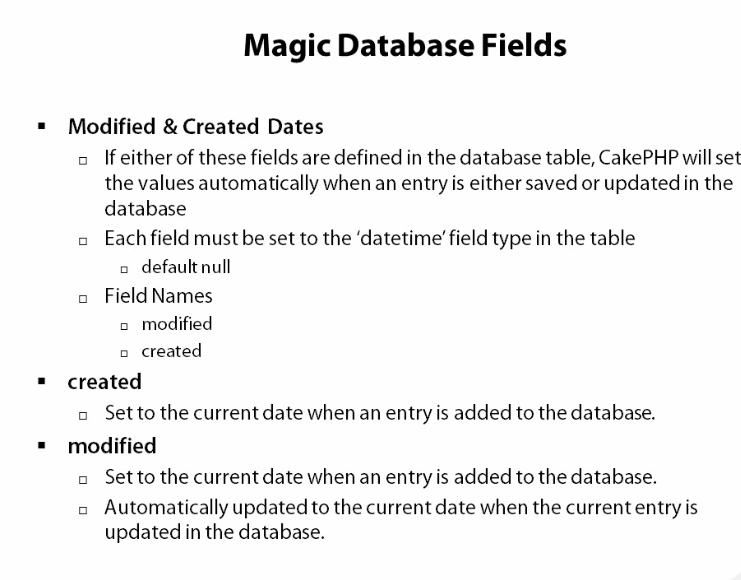 Magic Database Fields
Modified & Created Dates
If either of these fields are defined in the database table, CakePHP will set
the values automatically when an entry is either saved or updated in the
database
Each field must be set to the ‘datetime’ field type in the table
default null
Field Names
modified
created
created
Set to the current date when an entry is added to the database.
modified
Set to the current date when an entry is added to the database.
Automatically updated to the current date when the current entry is
updated in the database.